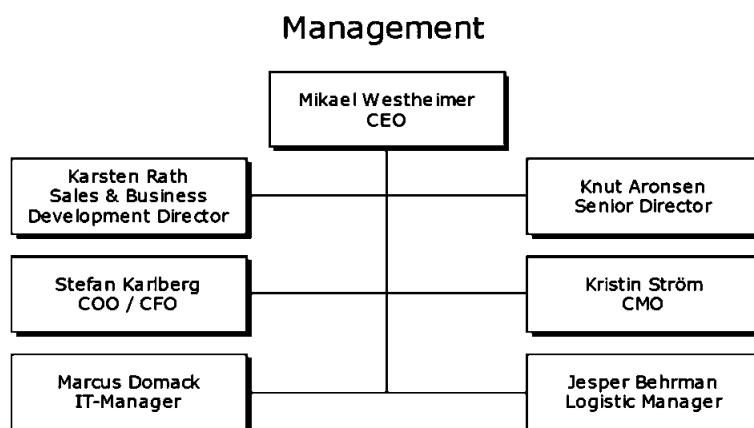 Management
Mikael Westheimer
CEO
Karsten Rath
Sales & Business
Development Director
Knut Aronsen
Senior Director
Stefan Karlberg
COO / CFO
Kristin Ström
CMO
Marcus Domack
IT-Manager
Jesper Behrman
Logistic Manager